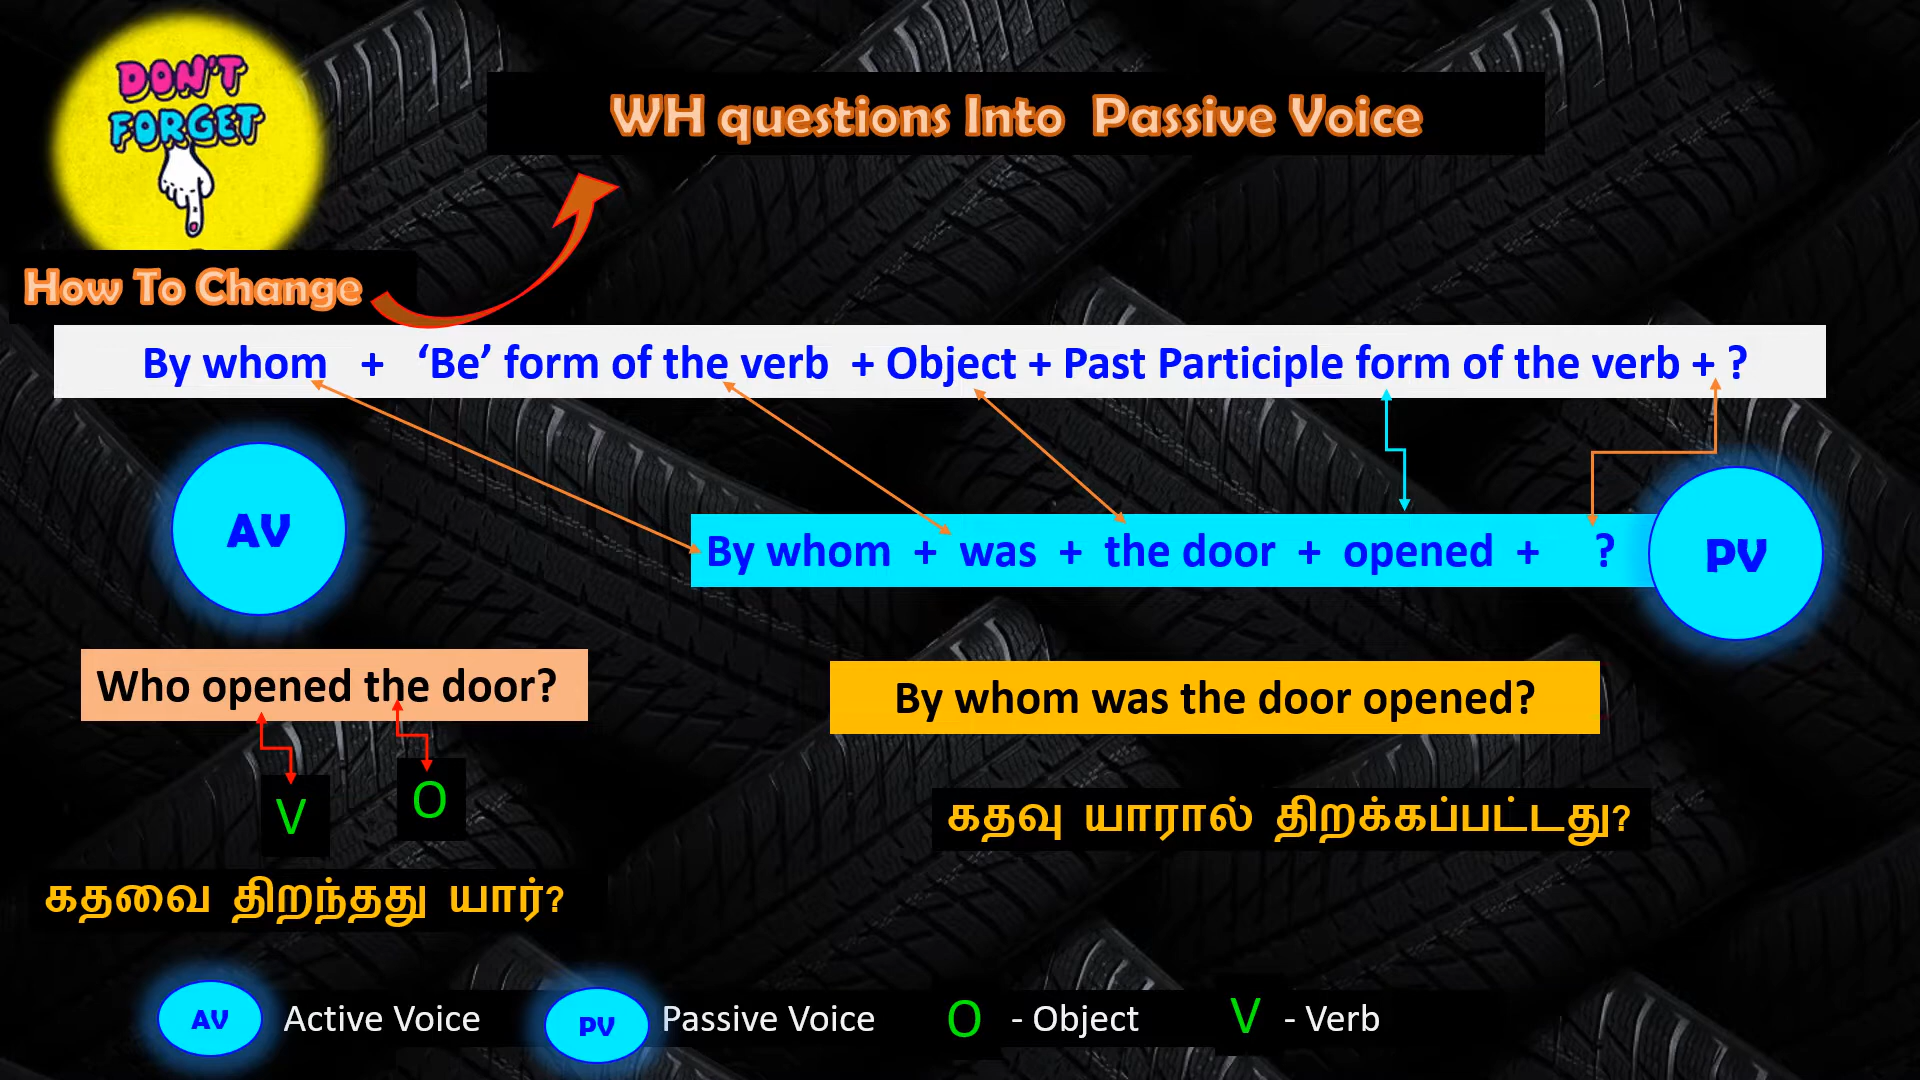 DON'T
FORGET
WH questions Into Passive Voice
How To Change
By whom + ‘Be’ form of the verb + Object + Past Participle form of the verb + ?
AV
By whom + was + the door + opened + ?
PV
Who opened the door?
By whom was the door opened?
V
O
கதவு யாரால் திறக்கப்பட்டது?
கதவை திறந்தது யார்?
AV Active Voice PV Passive Voice O - Object V - Verb